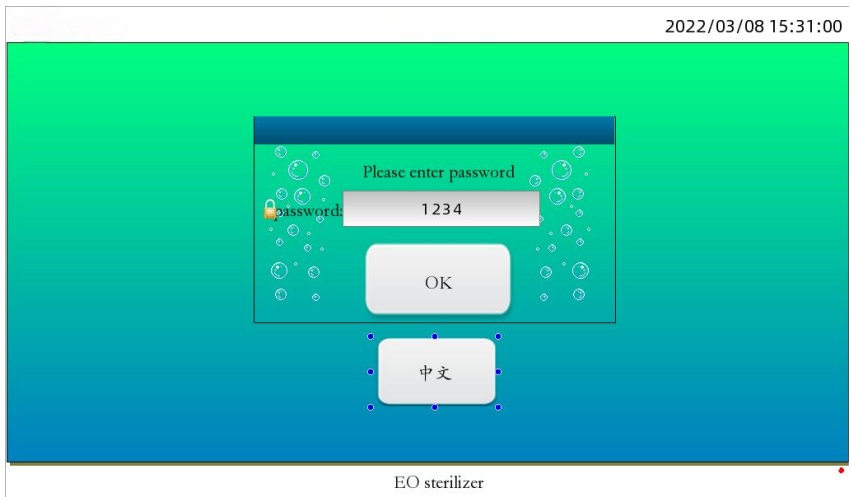 2022/03/08 15:31:00
Please enter password
password: 1234
OK
中文
EO sterilizer